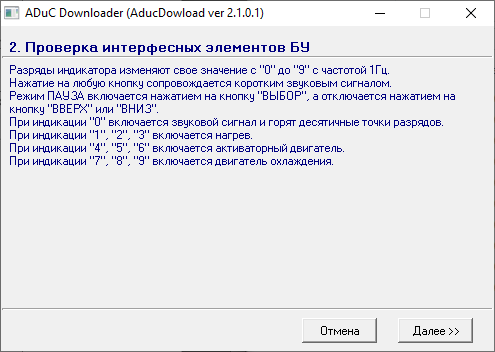 ADuC Downloader (AducDowload ver 2.1.0.1)
2. Проверка интерфесных элементов БУ
Разряды индикатора изменяют свое значение с "0" до "9" с частотой 1Гц.
Нажатие на любую кнопку сопровождается коротким звуковым сигналом.
Режим ПАУЗА включается нажатием на кнопку "ВЫБОР", а отключается нажатием на
кнопку "ВВЕРХ" или "ВНИЗ".
При индикации "0" включается звуковой сигнал и горят десятичные точки разрядов.
При индикации "1", "2", "3" включается нагрев.
При индикации "4", "5", "6" включается активаторный двигатель.
При индикации "7", "8", "9" включается двигатель охлаждения.
Отмена Далее >>